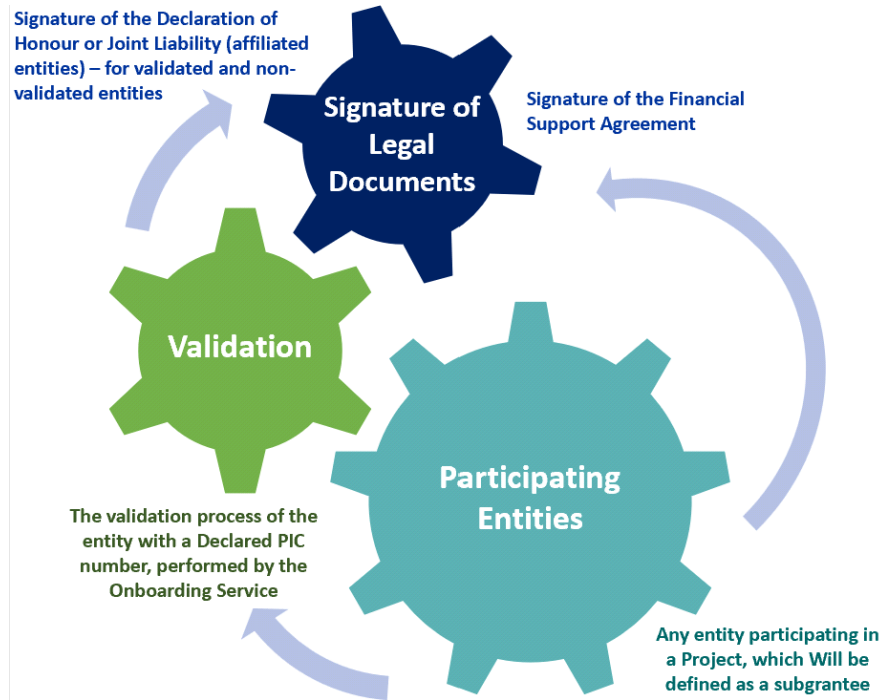 Signature of the Declaration of
Honour or Joint Liability (affiliated
entities) – for validated and non-
validated entities
Signature of
Legal
Documents
Signature of the Financial
Support Agreement
Validation
The validation process of the
entity with a Declared PIC
number, performed by the
Onboarding Service
Participating
Entities
Any entity participating in
a Project, which Will be
defined as a subgrantee